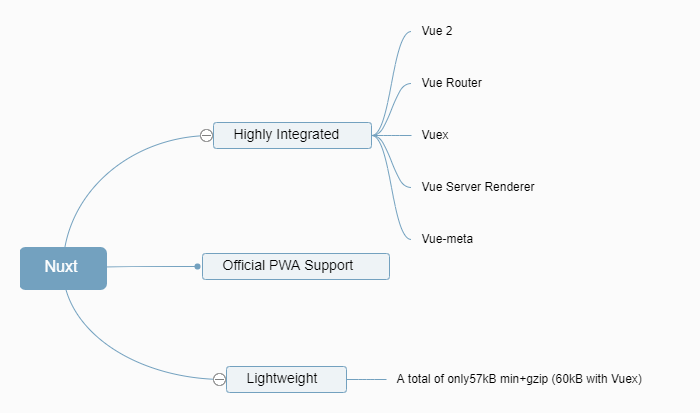 Nuxt
Highly Integrated
Vue 2
Vue Router
Vuex
Vue Server Renderer
Vue-meta
Official PWA Support
Lightweight
A total of only57kB min+gzip (60kB with Vuex)